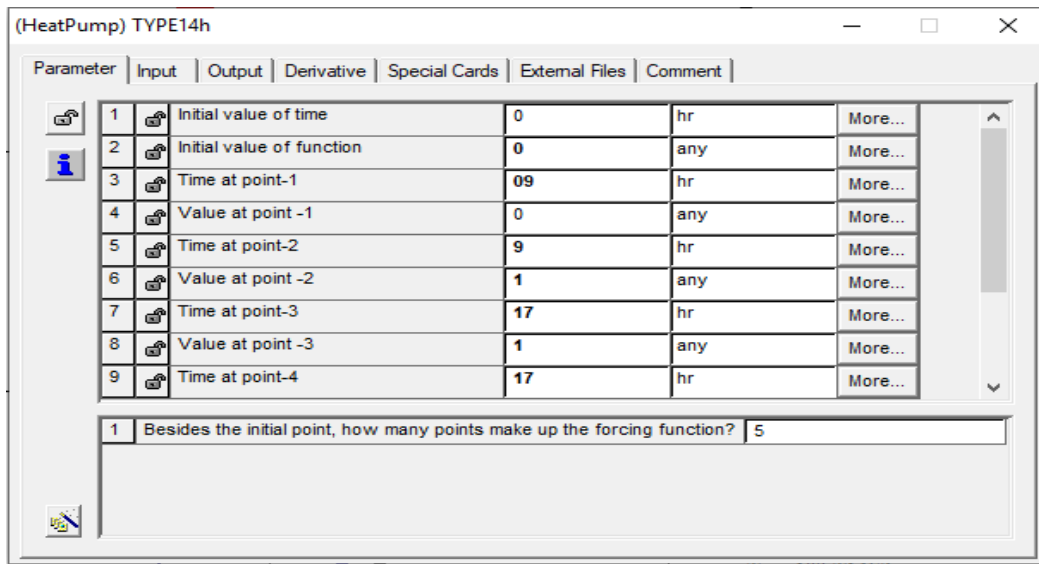 (HeatPump) TYPE14h
Parameter Input Output Derivative Special Cards External Files Comment
1 Initial value of time 0 hr More...
2 Initial value of function 0 any More...
3 Time at point-1 09 hr More...
4 Value at point -1 0 any More...
5 Time at point-2 9 hr More...
6 Value at point -2 1 any More...
7 Time at point-3 17 hr More...
8 Value at point -3 1 any More...
9 Time at point-4 17 hr More...
1 Besides the initial point, how many points make up the forcing function? 5